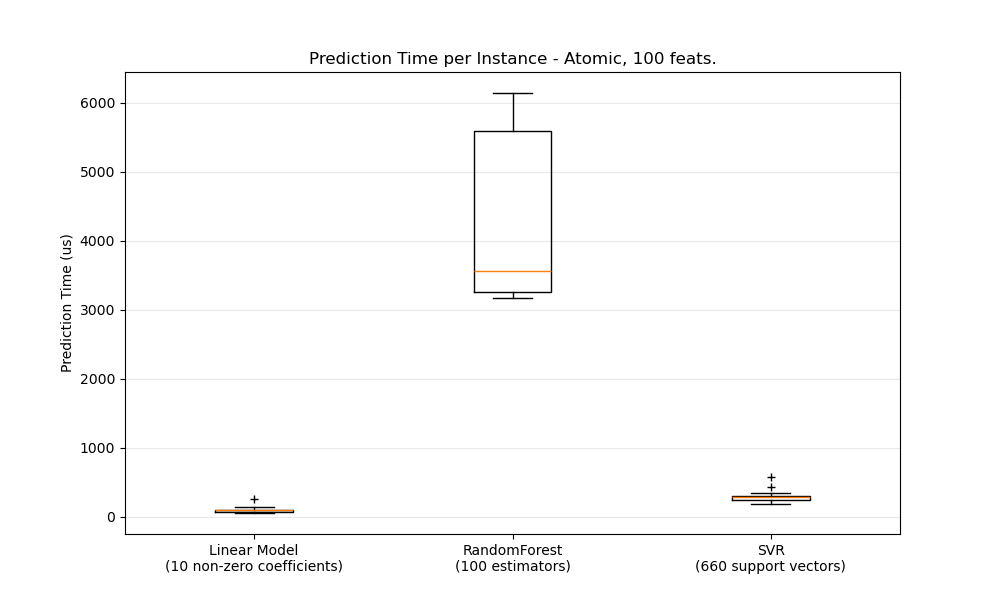 Prediction Time per Instance - Atomic, 100 feats.
Prediction Time (us)
6000
5000
4000
3000
2000
1000
0
Linear Model
(10 non-zero coefficients)
RandomForest
(100 estimators)
SVR
(660 support vectors)